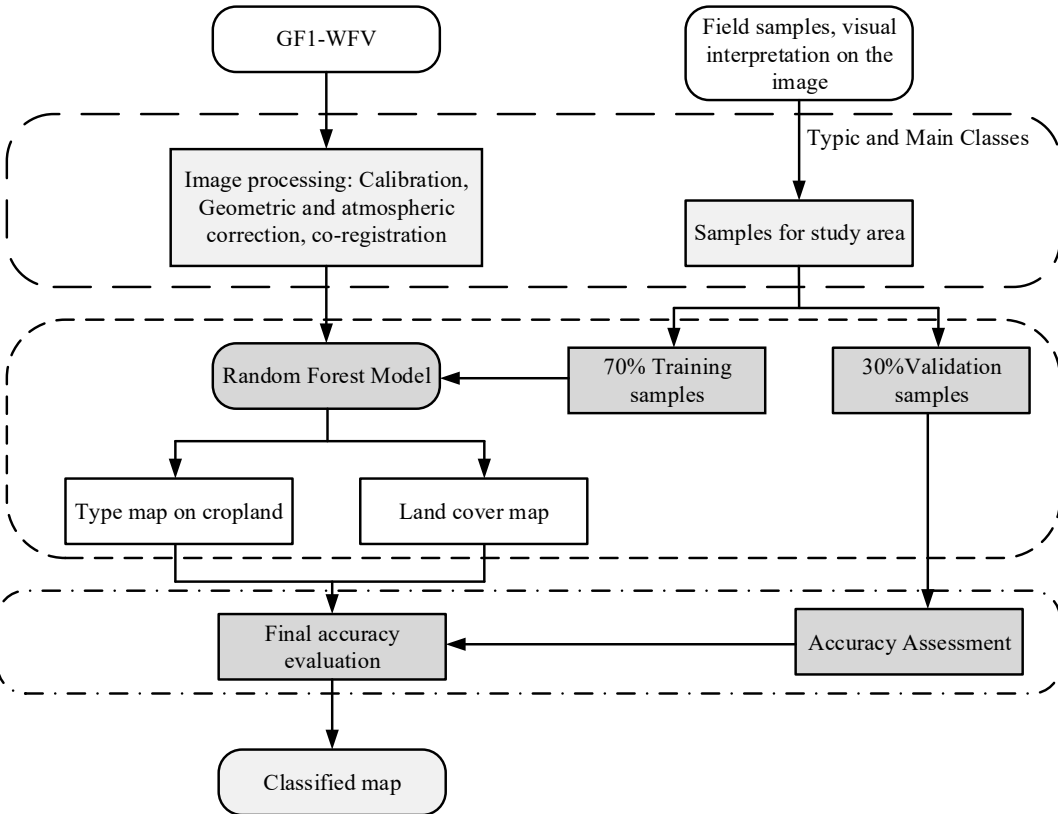 GF1-WFV
Field samples, visual
interpretation on the
image
Typic and Main Classes
Image processing: Calibration,
Geometric and atmospheric
correction, co-registration
Samples for study area
Random Forest Model
70% Training
samples
30%Validation
samples
Type map on cropland
Land cover map
Final accuracy
evaluation
Accuracy Assessment
Classified map